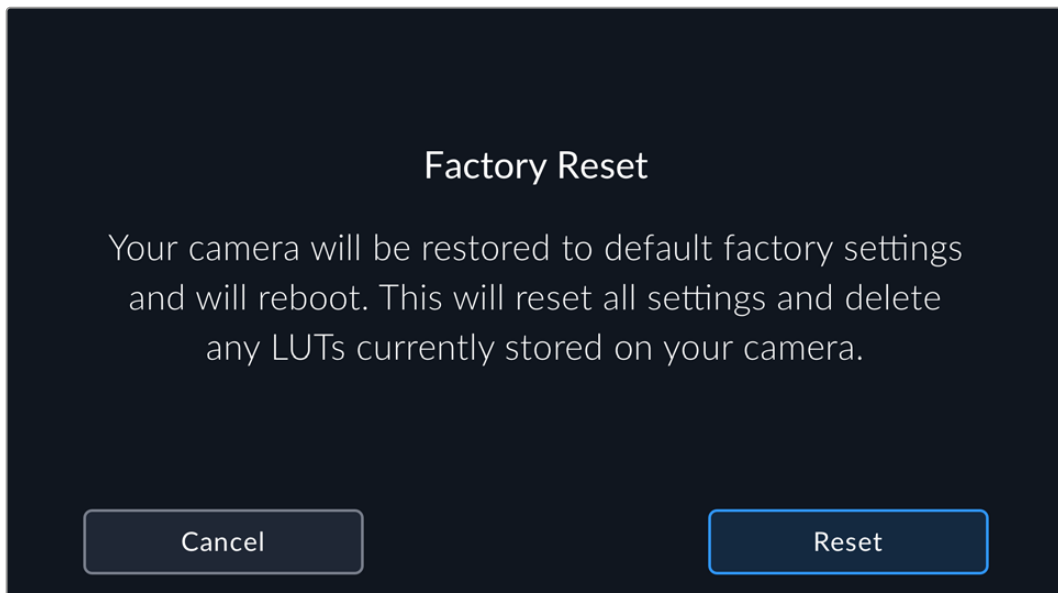 Factory Reset
Your camera will be restored to default factory settings
and will reboot. This will reset all settings and delete
any LUTs currently stored on your camera.
Cancel
Reset